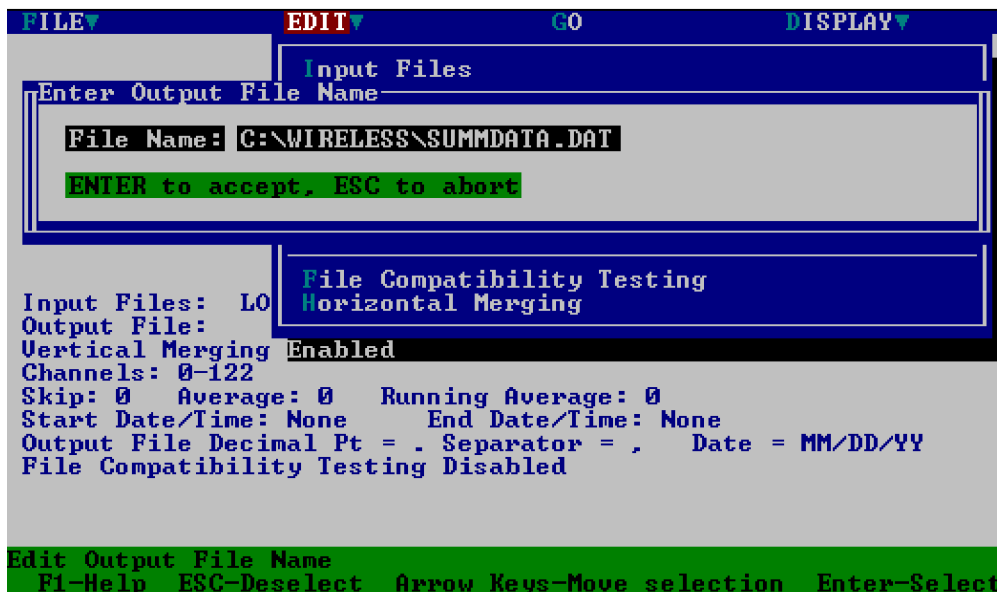 FILE▼ EDIT▼ GO DISPLAY▼
Input Files
Enter Output File Name
File Name: C:\WIRELESS\SUMMDATA.DAT
ENTER to accept, ESC to abort
File Compatibility Testing
Input Files: LO Horizontal Merging
Output File:
Vertical Merging Enabled
Channels: 0-122
Skip: 0 Average: 0 Running Average: 0
Start Date/Time: None End Date/Time: None
Output File Decimal Pt = . Separator = , Date = MM/DD/YY
File Compatibility Testing Disabled
Edit Output File Name
F1-Help ESC-Deselect Arrow Keys-Move selection Enter-Select